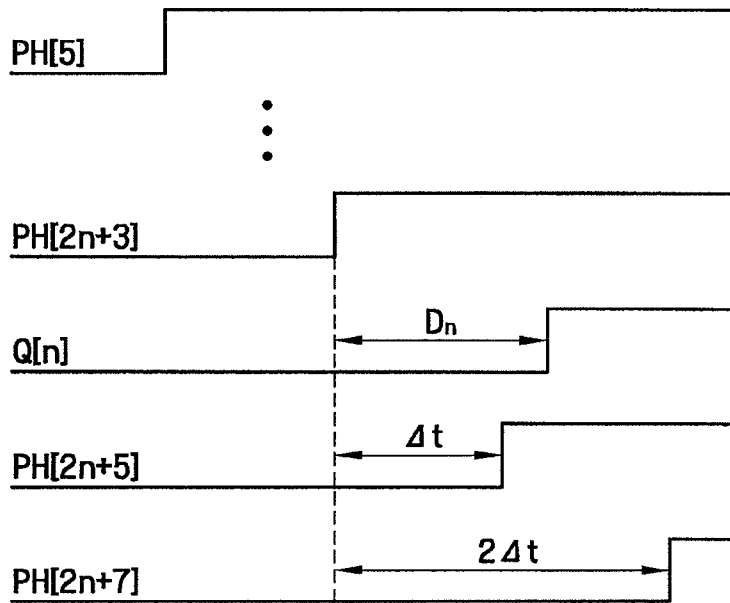 PH[5]
PH[2n+3]
Dn
Q[n]
Δt
PH[2n+5]
2Δt
PH[2n+7]